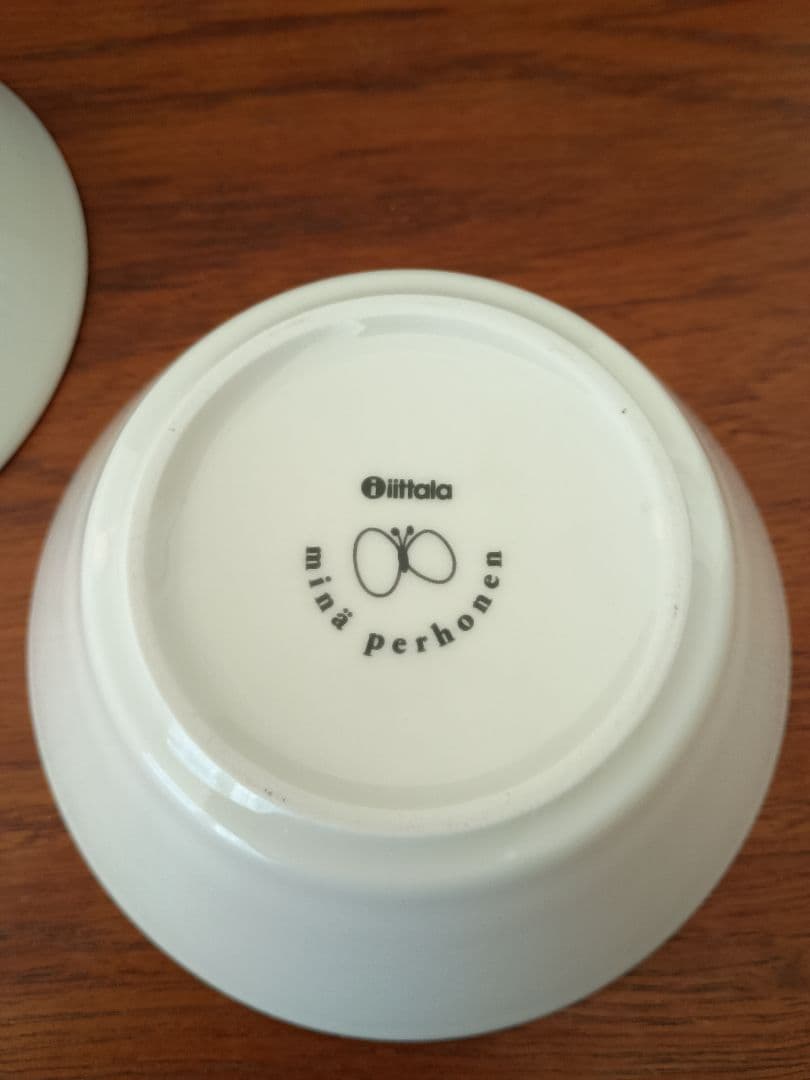 iittala
minä perhonen